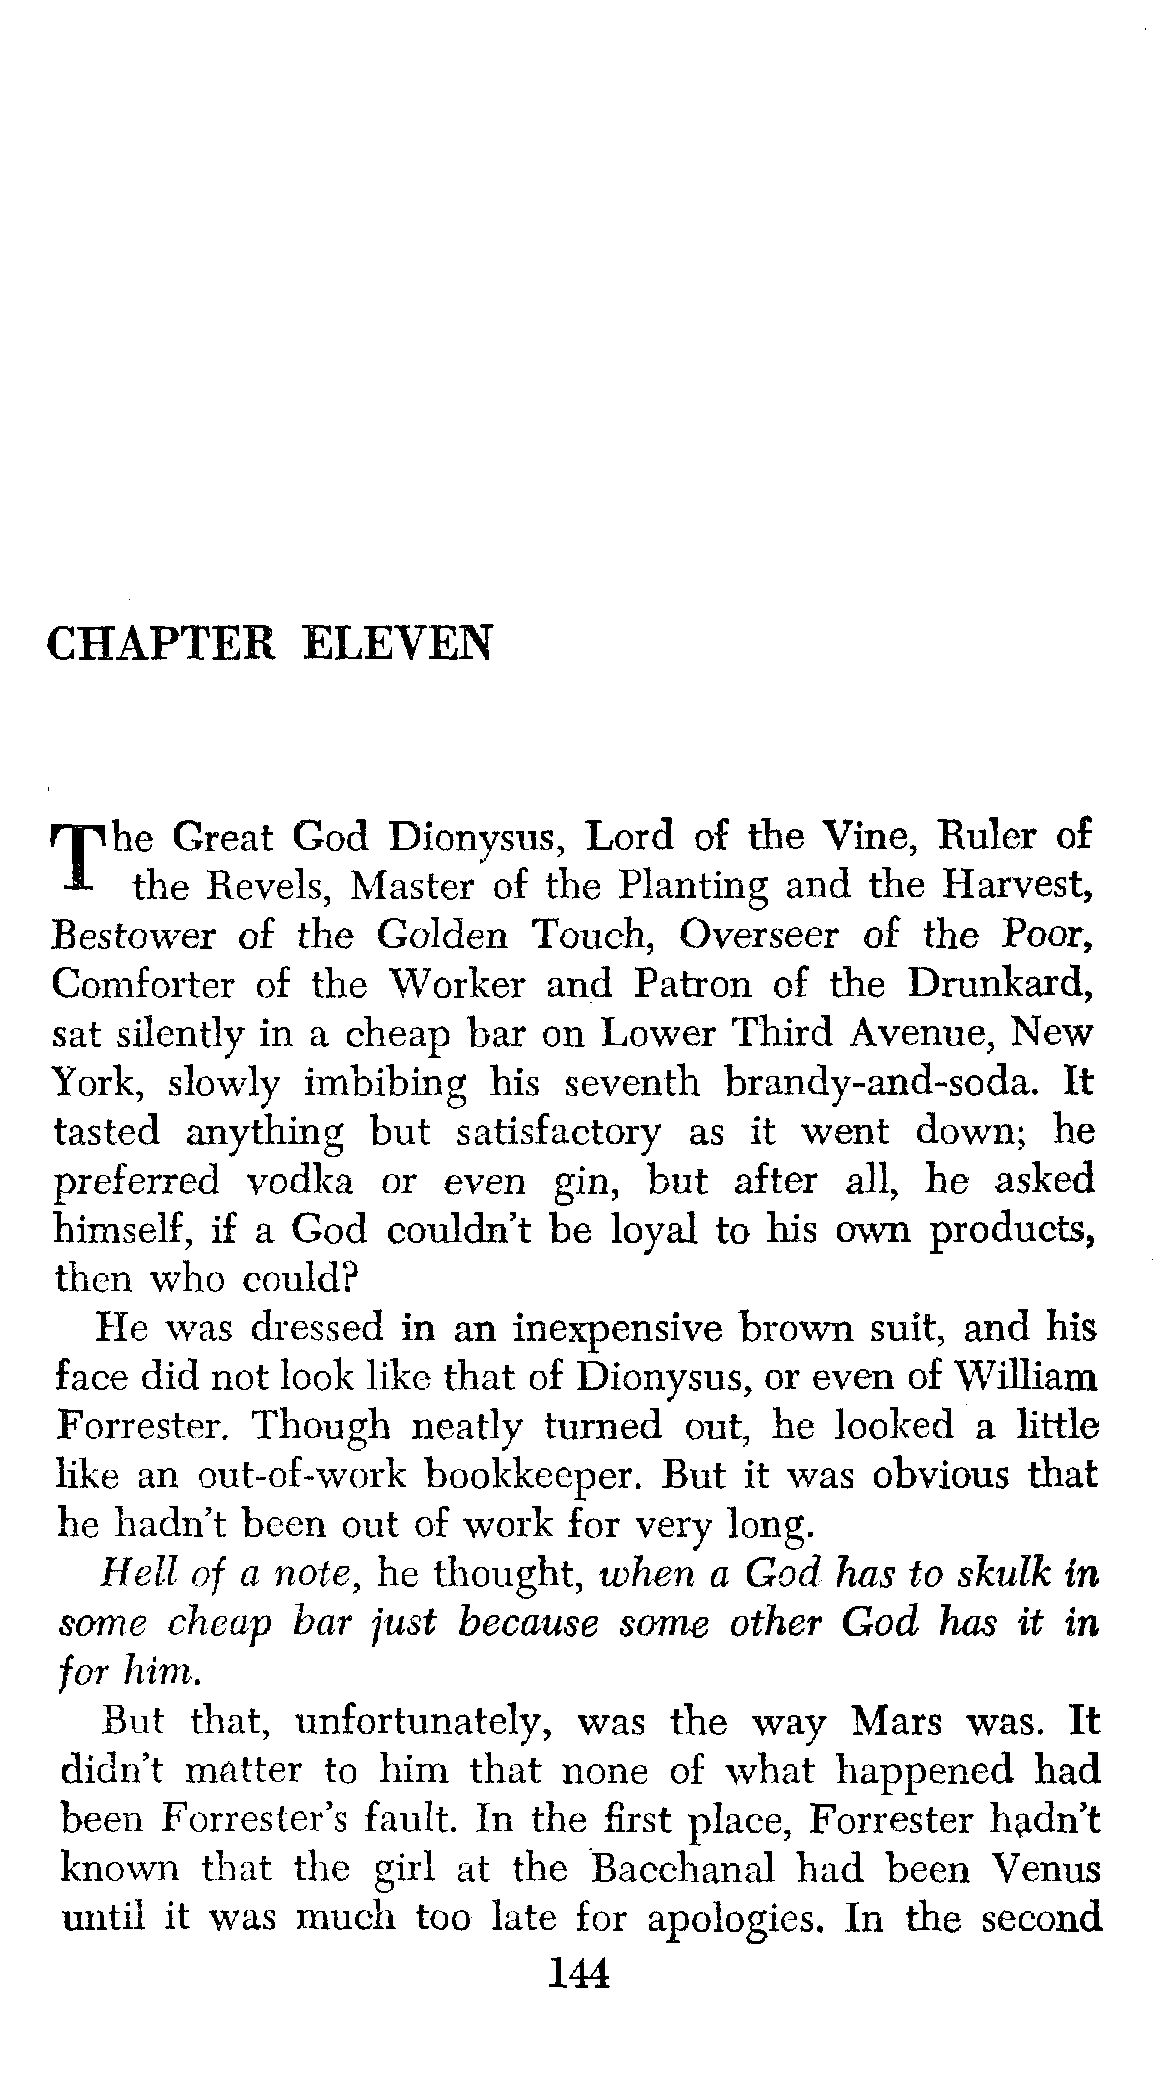 CHAPTER ELEVEN
The Great God Dionysus, Lord of the Vine, Ruler of
the Revels, Master of the Planting and the Harvest,
Bestower of the Golden Touch, Overseer of the Poor,
Comforter of the Worker and Patron of the Drunkard,
sat silently in a cheap bar on Lower Third Avenue, New
York, slowly imbibing his seventh brandy-and-soda. It
tasted anything but satisfactory as it went down; he
preferred vodka or even gin, but after all, he asked
himself, if a God couldn't be loyal to his own products,
then who could?
He was dressed in an inexpensive brown suit, and his
face did not look like that of Dionysus, or even of William
Forrester. Though neatly turned out, he looked a little
like an out-of-work bookkeeper. But it was obvious that
he hadn't been out of work for very long.
Hell of a note, he thought, when a God has to skulk in
some cheap bar just because some other God has it in
for him.
But that, unfortunately, was the way Mars was. It
didn't matter to him that none of what happened had
been Forrester's fault. In the first place, Forrester hadn't
known that the girl at the Bacchanal had been Venus
until it was much too late for apologies. In the second
144